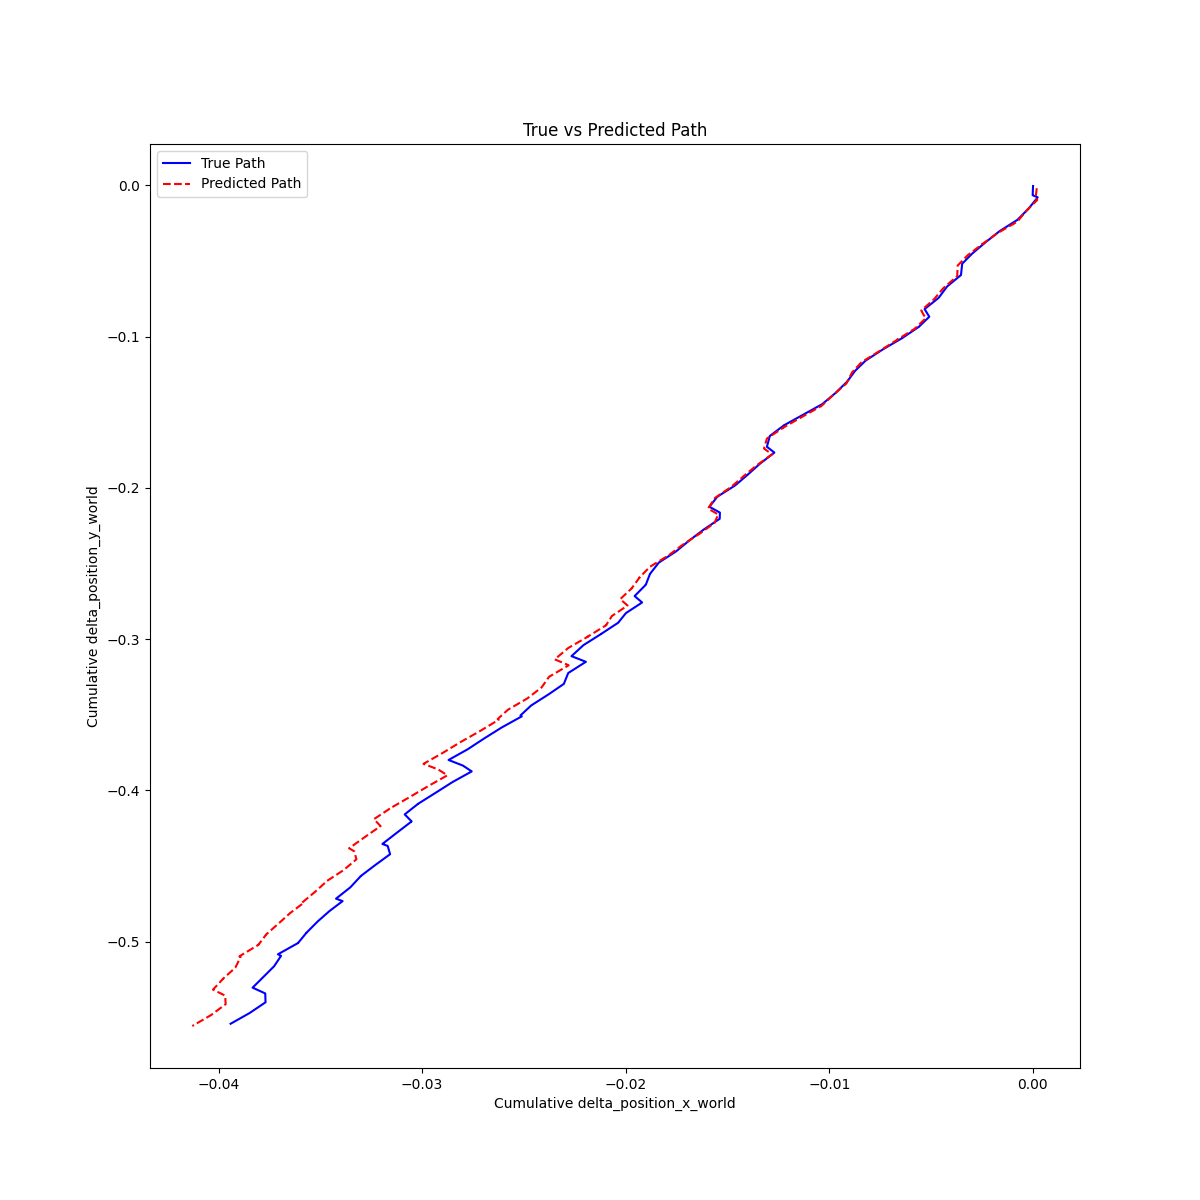 True vs Predicted Path
True Path
Predicted Path
0.0
−0.1
−0.2
−0.3
−0.4
−0.5
Cumulative delta_position_y_world
−0.04
−0.03
−0.02
−0.01
0.00
Cumulative delta_position_x_world